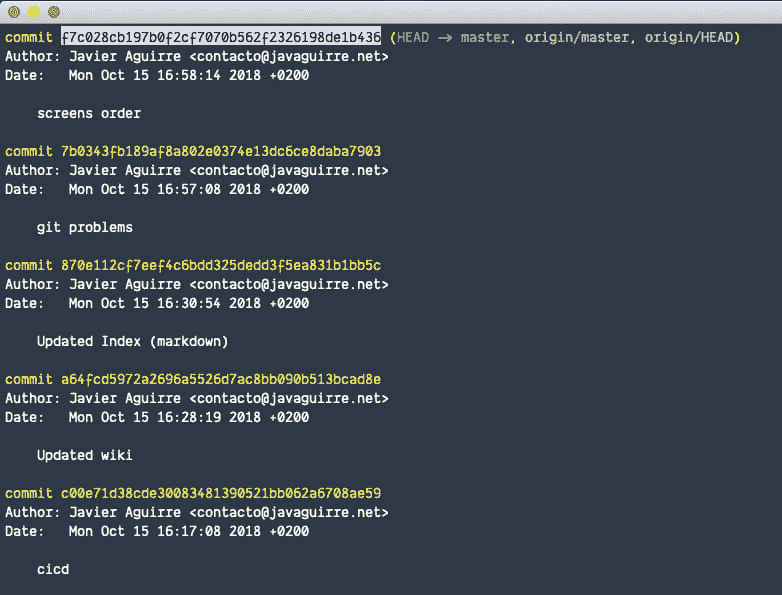 commit f7c028cb197b0f2cf7070b562f2326198de1b436 (HEAD -> master, origin/master, origin/HEAD)
Author: Javier Aguirre <contacto@javaguirre.net>
Date:   Mon Oct 15 16:58:14 2018 +0200
screens order
commit 7b0343fb189af8a802e0374e13dc6ce8daba7903
Author: Javier Aguirre <contacto@javaguirre.net>
Date:   Mon Oct 15 16:57:08 2018 +0200
git problems
commit 870e112cf7eef4c6bdd325dedd3f5ea831b1bb5c
Author: Javier Aguirre <contacto@javaguirre.net>
Date:   Mon Oct 15 16:30:54 2018 +0200
Updated Index (markdown)
commit a64fcd5972a2696a5526d7ac8bb090b513bcad8e
Author: Javier Aguirre <contacto@javaguirre.net>
Date:   Mon Oct 15 16:28:19 2018 +0200
Updated wiki
commit c00e71d38cde30083481390521bb062a6708ae59
Author: Javier Aguirre <contacto@javaguirre.net>
Date:   Mon Oct 15 16:17:08 2018 +0200
cicd